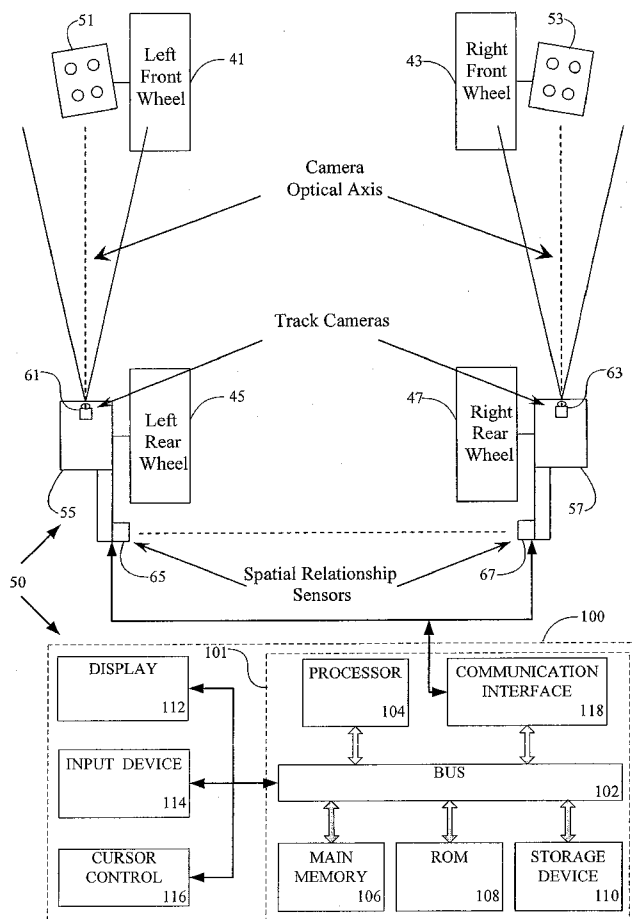 51
53
Left
Front
Wheel
41
43
Right
Front
Wheel
Camera
Optical Axis
Track Cameras
61
63
Left
Rear
Wheel
45
47
Right
Rear
Wheel
55
57
65
67
Spatial Relationship
Sensors
50
100
101
DISPLAY
112
PROCESSOR
104
COMMUNICATION
INTERFACE
118
INPUT DEVICE
114
BUS
102
CURSOR
CONTROL
116
MAIN
MEMORY
106
ROM
108
STORAGE
DEVICE
110